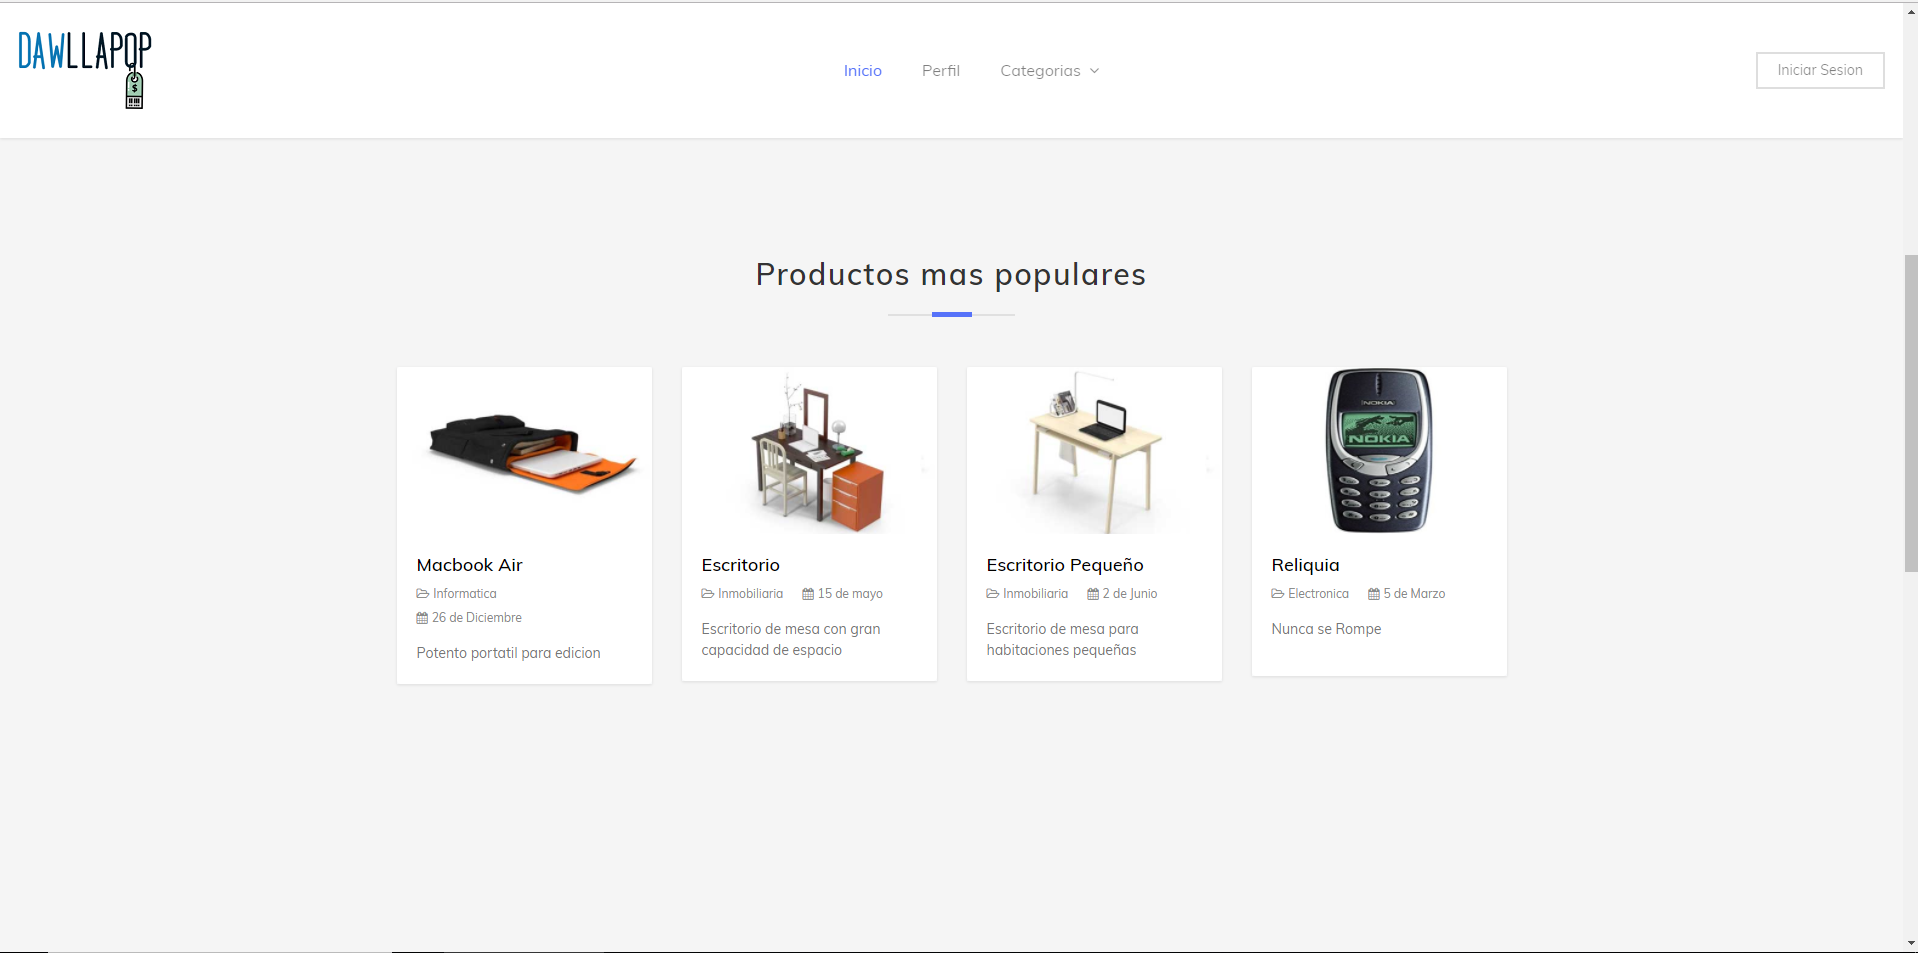 DAWLLAPOP
$
Inicio
Perfil
Categorias
Iniciar Sesion
Productos mas populares
NOKIA
NOKIA
Macbook Air
Informatica
26 de Diciembre
Potento portatil para edicion
Escritorio
Inmobiliaria 15 de mayo
Escritorio de mesa con gran
capacidad de espacio
Escritorio Pequeño
Inmobiliaria 2 de Junio
Escritorio de mesa para
habitaciones pequeñas
Reliquia
Electronica 5 de Marzo
Nunca se Rompe